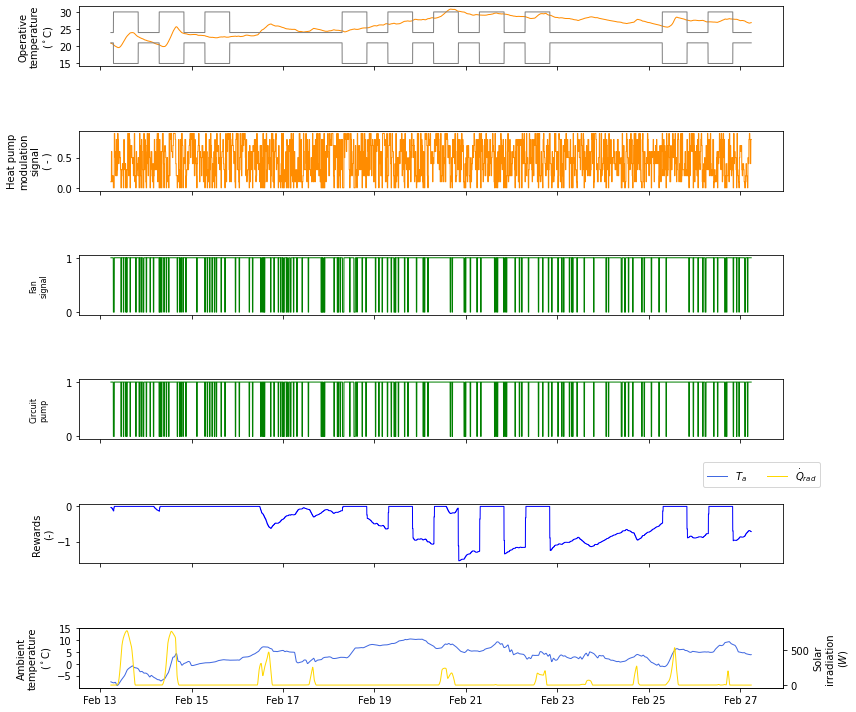 Operative
temperature
(°C)
30
25
20
15
Heat pump
modulation
signal
( - )
0.5
0.0
Fan
signal
1
0
Circuit
pump
1
0
T_a
Q̇_rad
Rewards
(-)
0
−1
Ambient
temperature
(°C)
15
10
5
0
−5
500
0
Solar
irradiation
(W)
Feb 13 Feb 15 Feb 17 Feb 19 Feb 21 Feb 23 Feb 25 Feb 27